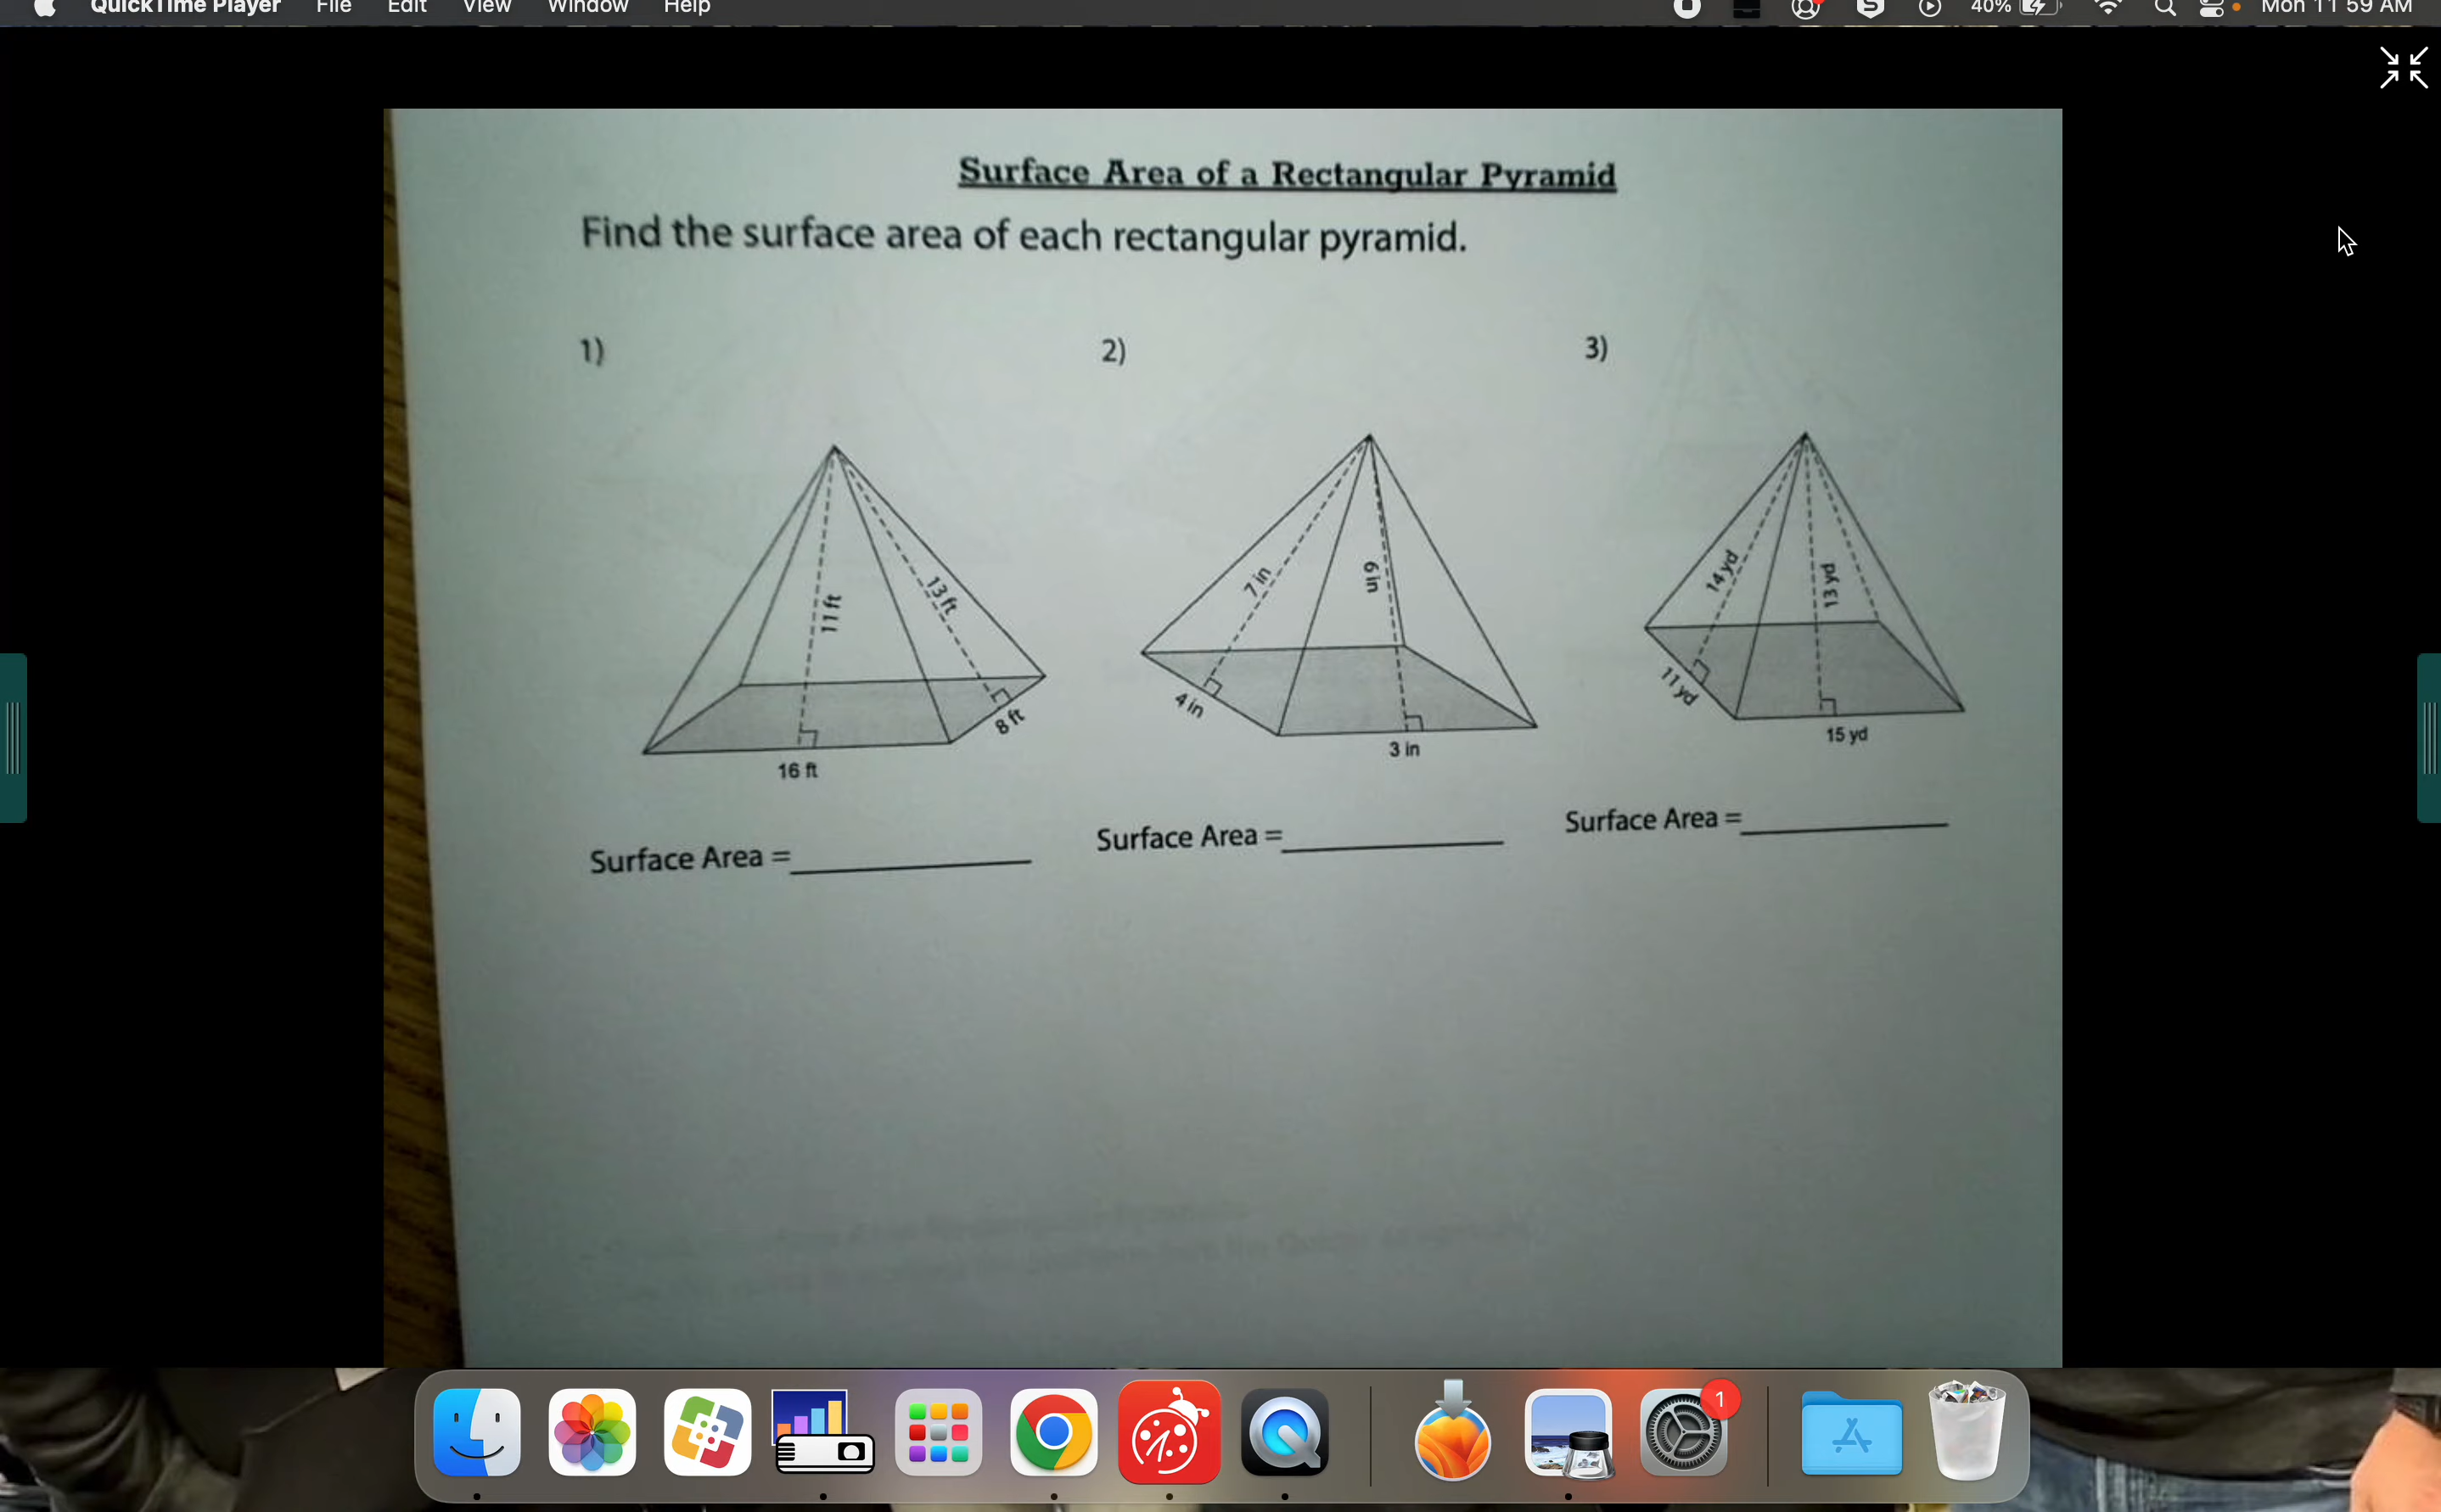 QuickTime Player File Edit View Window Help 40% Mon 11 59 AM
Surface Area of a Rectangular Pyramid
Find the surface area of each rectangular pyramid.
1) 2) 3)
11 ft 13 ft 7 in 6 in 14 yd 13 yd
8 ft 4 in 11 yd
16 ft 3 in 15 yd
Surface Area = Surface Area = Surface Area =
1